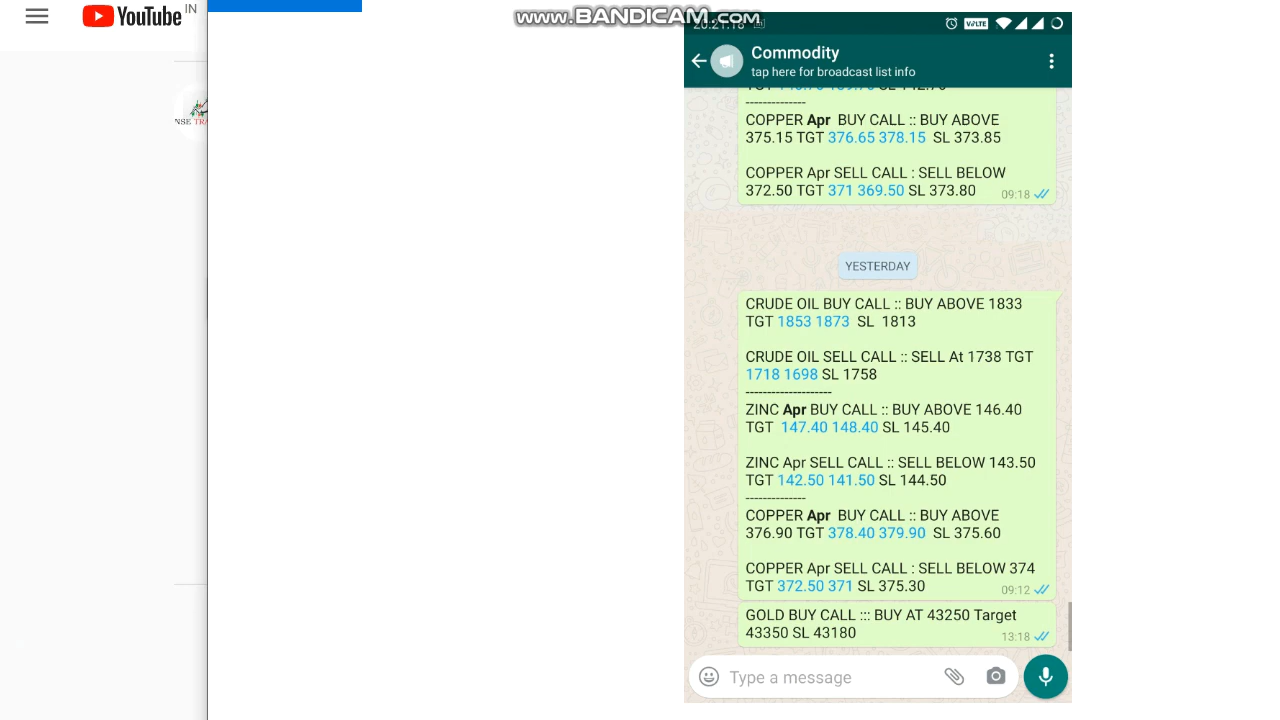 YouTube IN
www.BANDICAM.com
20:21:18
VoLTE
Commodity
tap here for broadcast list info
NSE TRA
--------------
COPPER Apr BUY CALL :: BUY ABOVE
375.15 TGT 376.65 378.15 SL 373.85
COPPER Apr SELL CALL : SELL BELOW
372.50 TGT 371 369.50 SL 373.80
09:18
YESTERDAY
CRUDE OIL BUY CALL :: BUY ABOVE 1833
TGT 1853 1873 SL 1813
CRUDE OIL SELL CALL :: SELL At 1738 TGT
1718 1698 SL 1758
--------------------
ZINC Apr BUY CALL :: BUY ABOVE 146.40
TGT 147.40 148.40 SL 145.40
ZINC Apr SELL CALL :: SELL BELOW 143.50
TGT 142.50 141.50 SL 144.50
--------------
COPPER Apr BUY CALL :: BUY ABOVE
376.90 TGT 378.40 379.90 SL 375.60
COPPER Apr SELL CALL : SELL BELOW 374
TGT 372.50 371 SL 375.30
09:12
GOLD BUY CALL ::: BUY AT 43250 Target
43350 SL 43180
13:18
Type a message